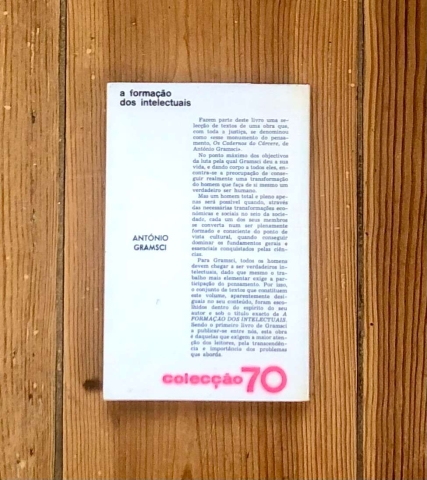 a formação
dos intelectuais
Fazem parte deste livro uma se-
lecção de textos de uma obra que,
com toda a justiça, se denominou
como «esse monumento do pensa-
mento, Os Cadernos do Cárcere, de
António Gramsci».
No ponto máximo dos objectivos
da luta pela qual Gramsci deu a sua
vida, e dando corpo a todos eles, en-
contra-se a preocupação de conse-
guir realmente uma transformação
do homem que faça de si mesmo um
verdadeiro ser humano.
Mas um homem total e pleno ape-
nas será possível quando, através
das necessárias transformações eco-
nómicas e sociais no seio da socie-
dade, cada um dos seus membros
se converta num ser plenamente
formado e consciente do ponto de
vista cultural, quando conseguir
dominar os fundamentos gerais e
essenciais conquistados pelas ciên-
cias.
Para Gramsci, todos os homens
devem chegar a ser verdadeiros in-
telectuais, dado que mesmo o tra-
balho mais elementar exige a par-
ticipação do pensamento. Por isso,
o conjunto de textos que constituem
este volume, aparentemente desi-
guais no seu conteúdo, foram esco-
lhidos dentro do espírito do seu
autor e sob o título exacto de A
FORMAÇÃO DOS INTELECTUAIS.
Sendo o primeiro livro de Gramsci
a publicar-se entre nós, esta obra
é daquelas que exigem a maior aten-
ção dos leitores, pela transcendên-
cia e importância dos problemas
que aborda.
ANTÓNIO
GRAMSCI
colecção 70